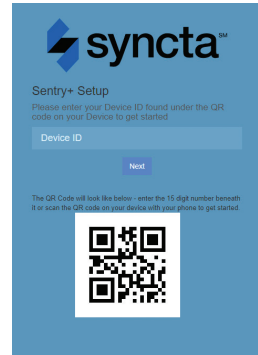 syncta℠
Sentry+ Setup
Please enter your Device ID found under the QR
code on your Device to get started
Device ID
Next
The QR Code will look like below - enter the 15 digit number beneath
it or scan the QR code on your device with your phone to get started.